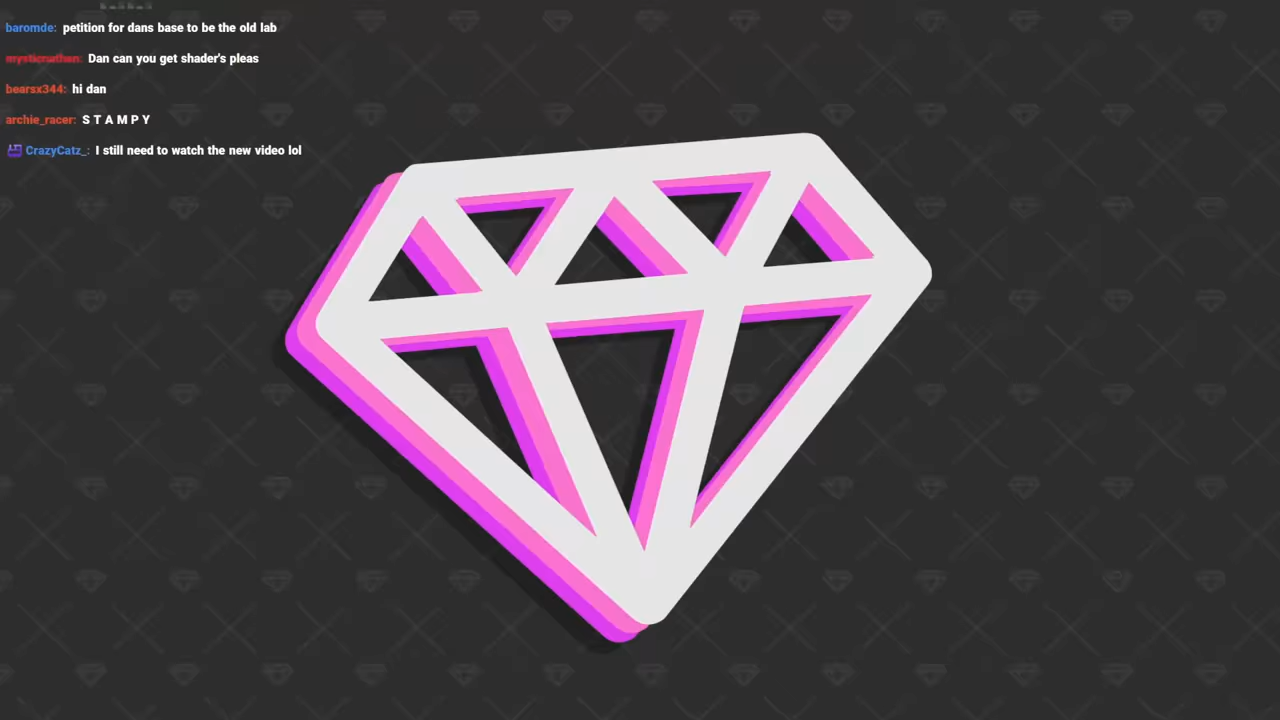 baromde: petition for dans base to be the old lab
mysticnathan: Dan can you get shader's pleas
bearsx344: hi dan
archie_racer: S T A M P Y
CrazyCatz_: I still need to watch the new video lol